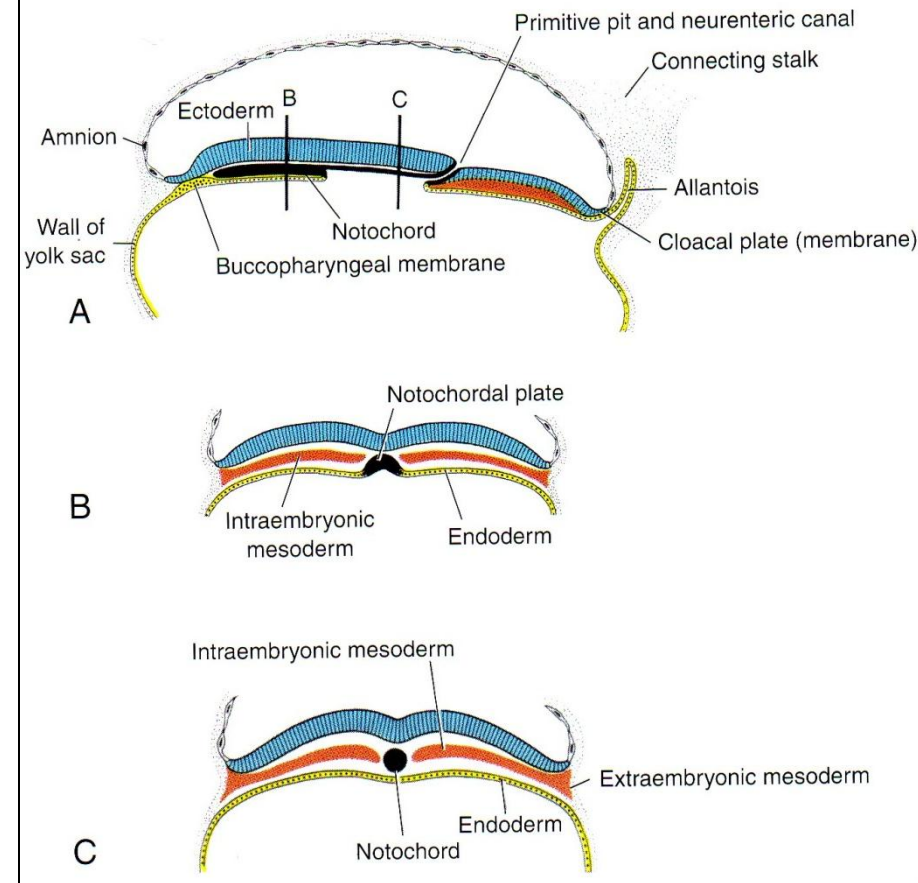 Primitive pit and neurenteric canal
Connecting stalk
B
C
Ectoderm
Amnion
Allantois
Notochord
Wall of
yolk sac
Cloacal plate (membrane)
Buccopharyngeal membrane
A
Notochordal plate
B
Intraembryonic
mesoderm
Endoderm
Intraembryonic mesoderm
Extraembryonic mesoderm
Endoderm
Notochord
C